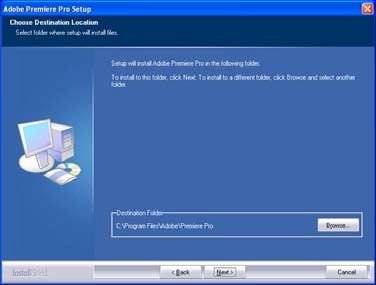 Adobe Premiere Pro Setup
Choose Destination Location
Select folder where setup will install files.
Setup will install Adobe Premiere Pro in the following folder.
To install to this folder, click Next. To install to a different folder, click Browse and select another
folder.
Destination Folder
C:\Program Files\Adobe\Premiere Pro
Browse...
InstallShield
< Back
Next >
Cancel